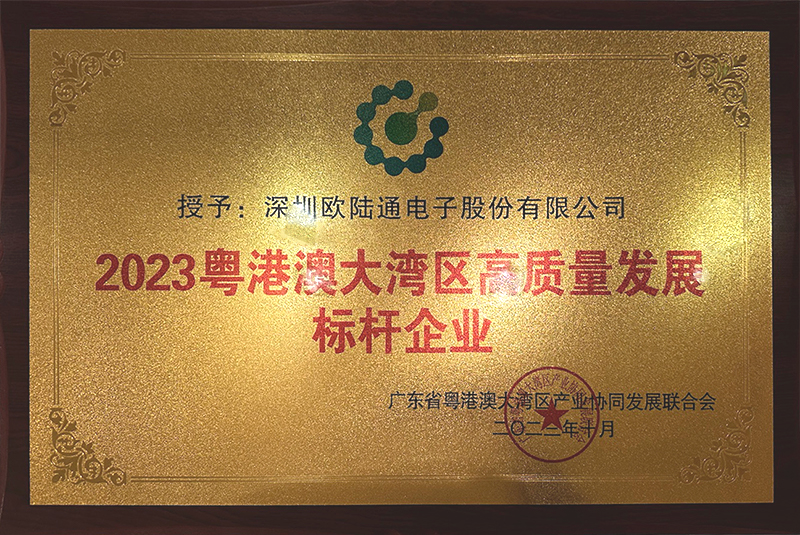 授予：深圳欧陆通电子股份有限公司
2023粤港澳大湾区高质量发展
标杆企业
广东省粤港澳大湾区产业协同发展联合会
二〇二三年十月